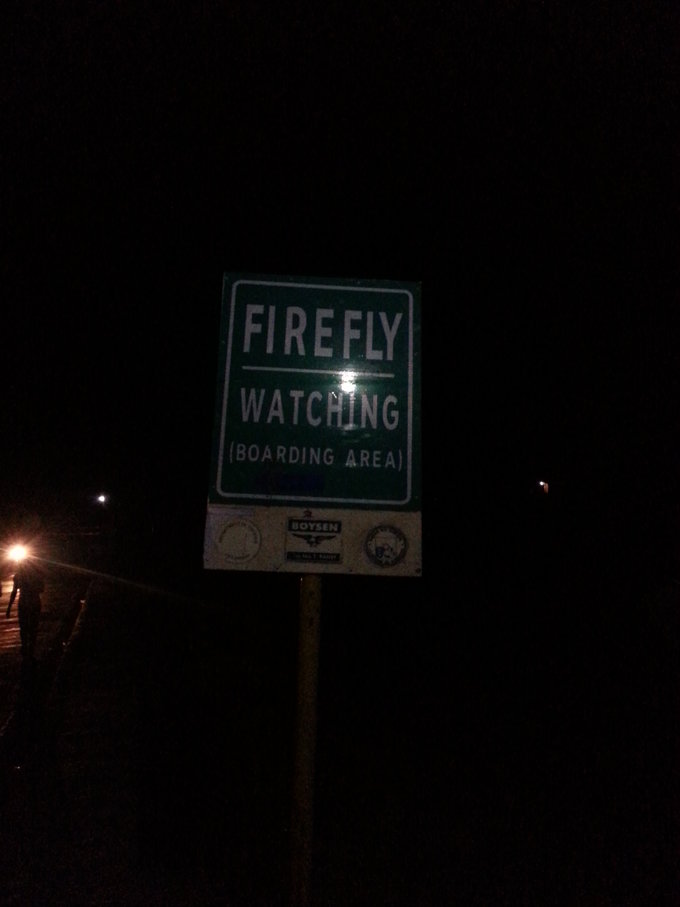 FIREFLY
WATCHING
(BOARDING AREA)
BOYSEN